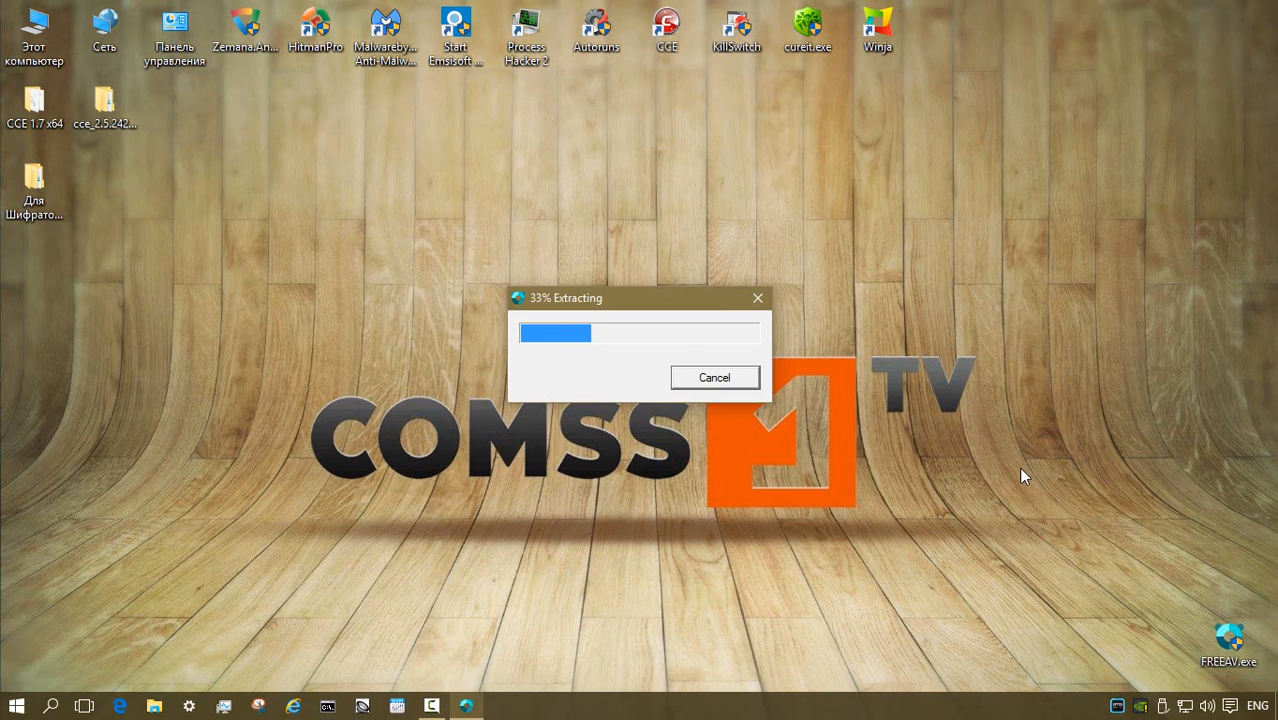 Этот
компьютер
Сеть
Панель
управления
Zemana.An...
HitmanPro
Malwareby...
Anti-Malw...
Start
Emsisoft ...
Process
Hacker 2
Autoruns
CCE
KillSwitch
cureit.exe
Winja
CCE 1.7 x64
cce_2.5.242...
Для
Шифрато...
33% Extracting
Cancel
COMSS 1 TV
FREEAV.exe
ENG